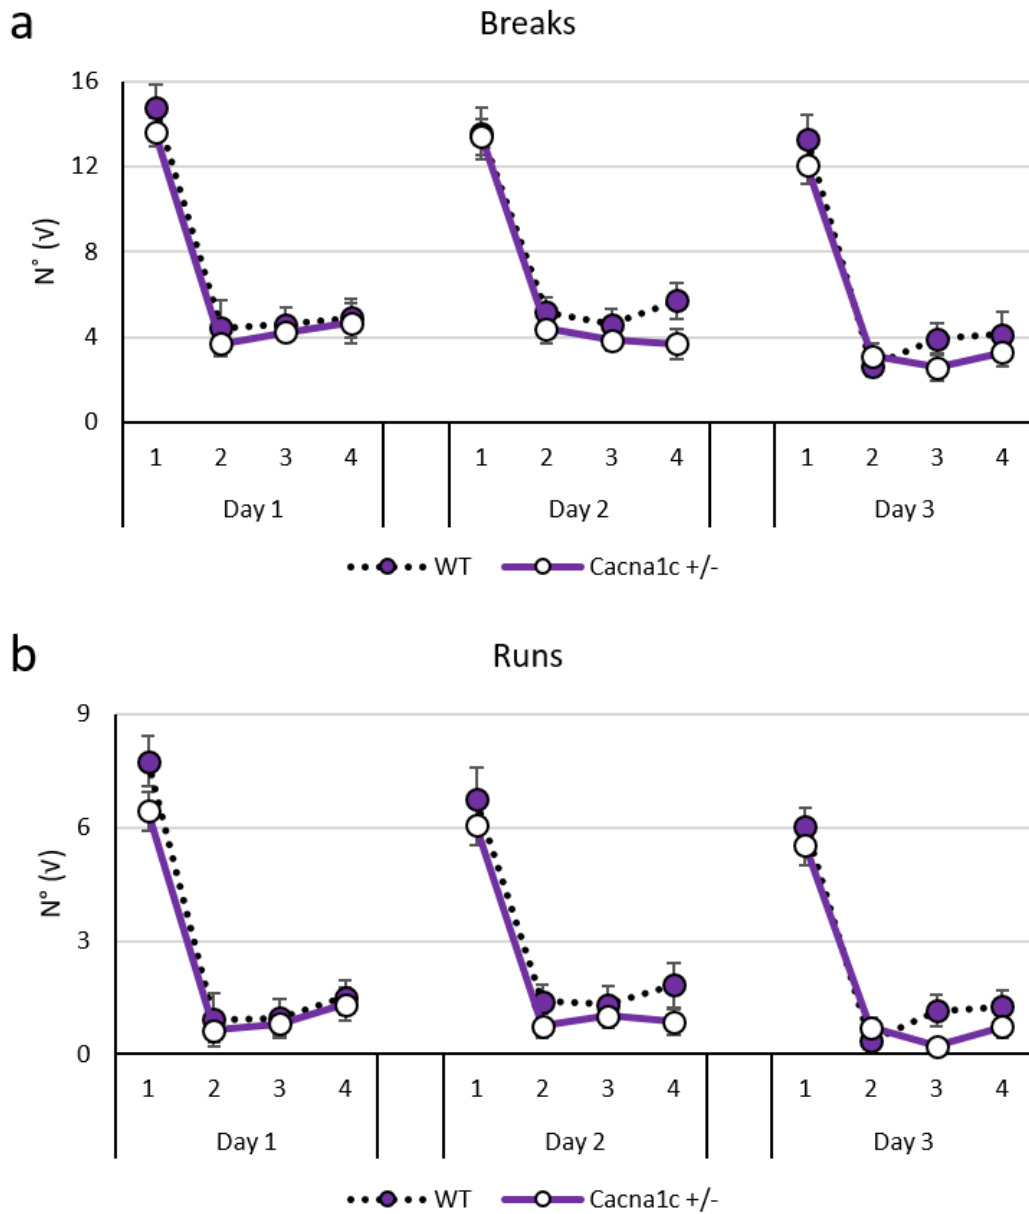 a
Breaks
16
12
8
4
0
N° (√)
1 2 3 4 1 2 3 4 1 2 3 4
Day 1 Day 2 Day 3
WT Cacna1c +/-
b
Runs
9
6
3
0
N° (√)
1 2 3 4 1 2 3 4 1 2 3 4
Day 1 Day 2 Day 3
WT Cacna1c +/-